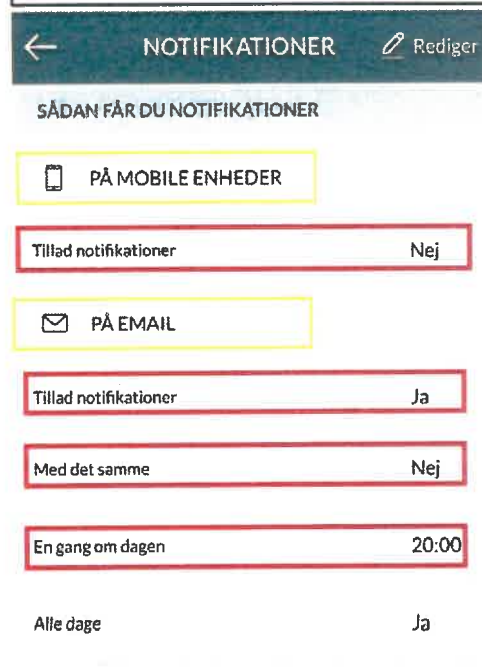 NOTIFIKATIONER Rediger
SÅDAN FÅR DU NOTIFIKATIONER
PÅ MOBILE ENHEDER
Tillad notifikationer Nej
PÅ EMAIL
Tillad notifikationer Ja
Med det samme Nej
En gang om dagen 20:00
Alle dage Ja